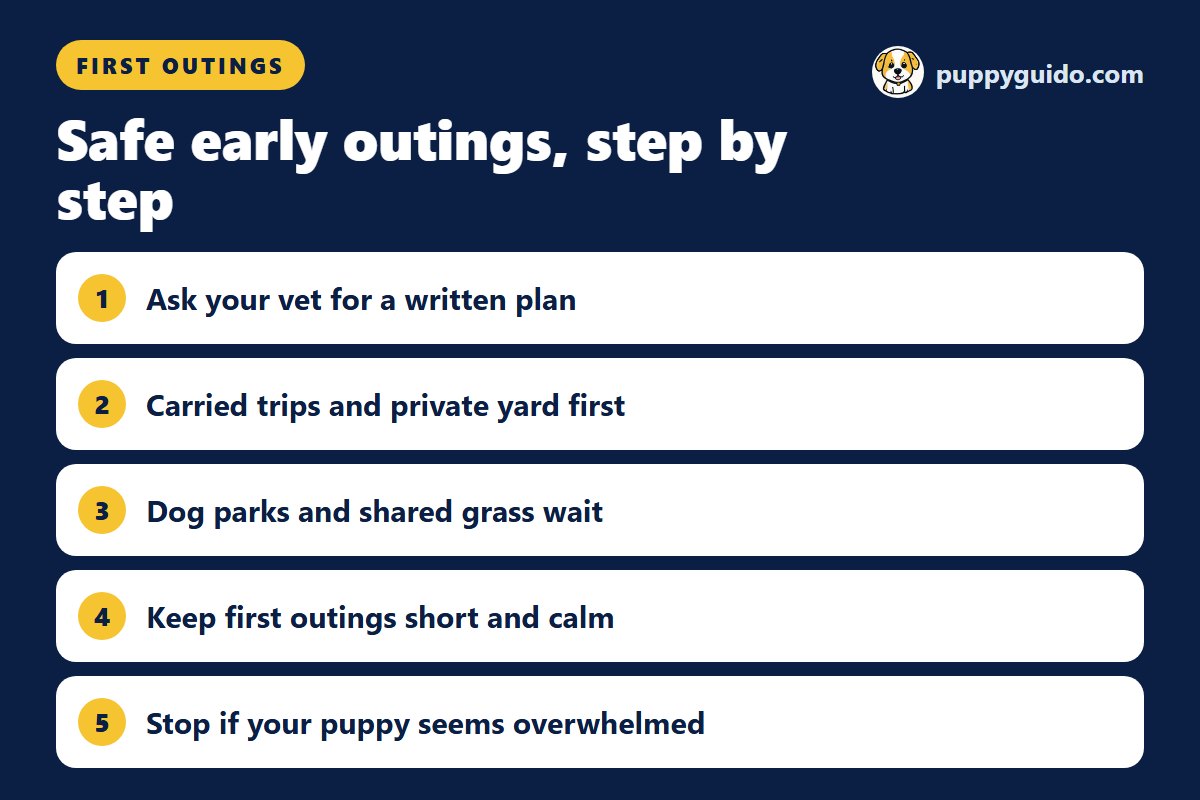 FIRST OUTINGS
puppyguido.com
Safe early outings, step by
step
1 Ask your vet for a written plan
2 Carried trips and private yard first
3 Dog parks and shared grass wait
4 Keep first outings short and calm
5 Stop if your puppy seems overwhelmed